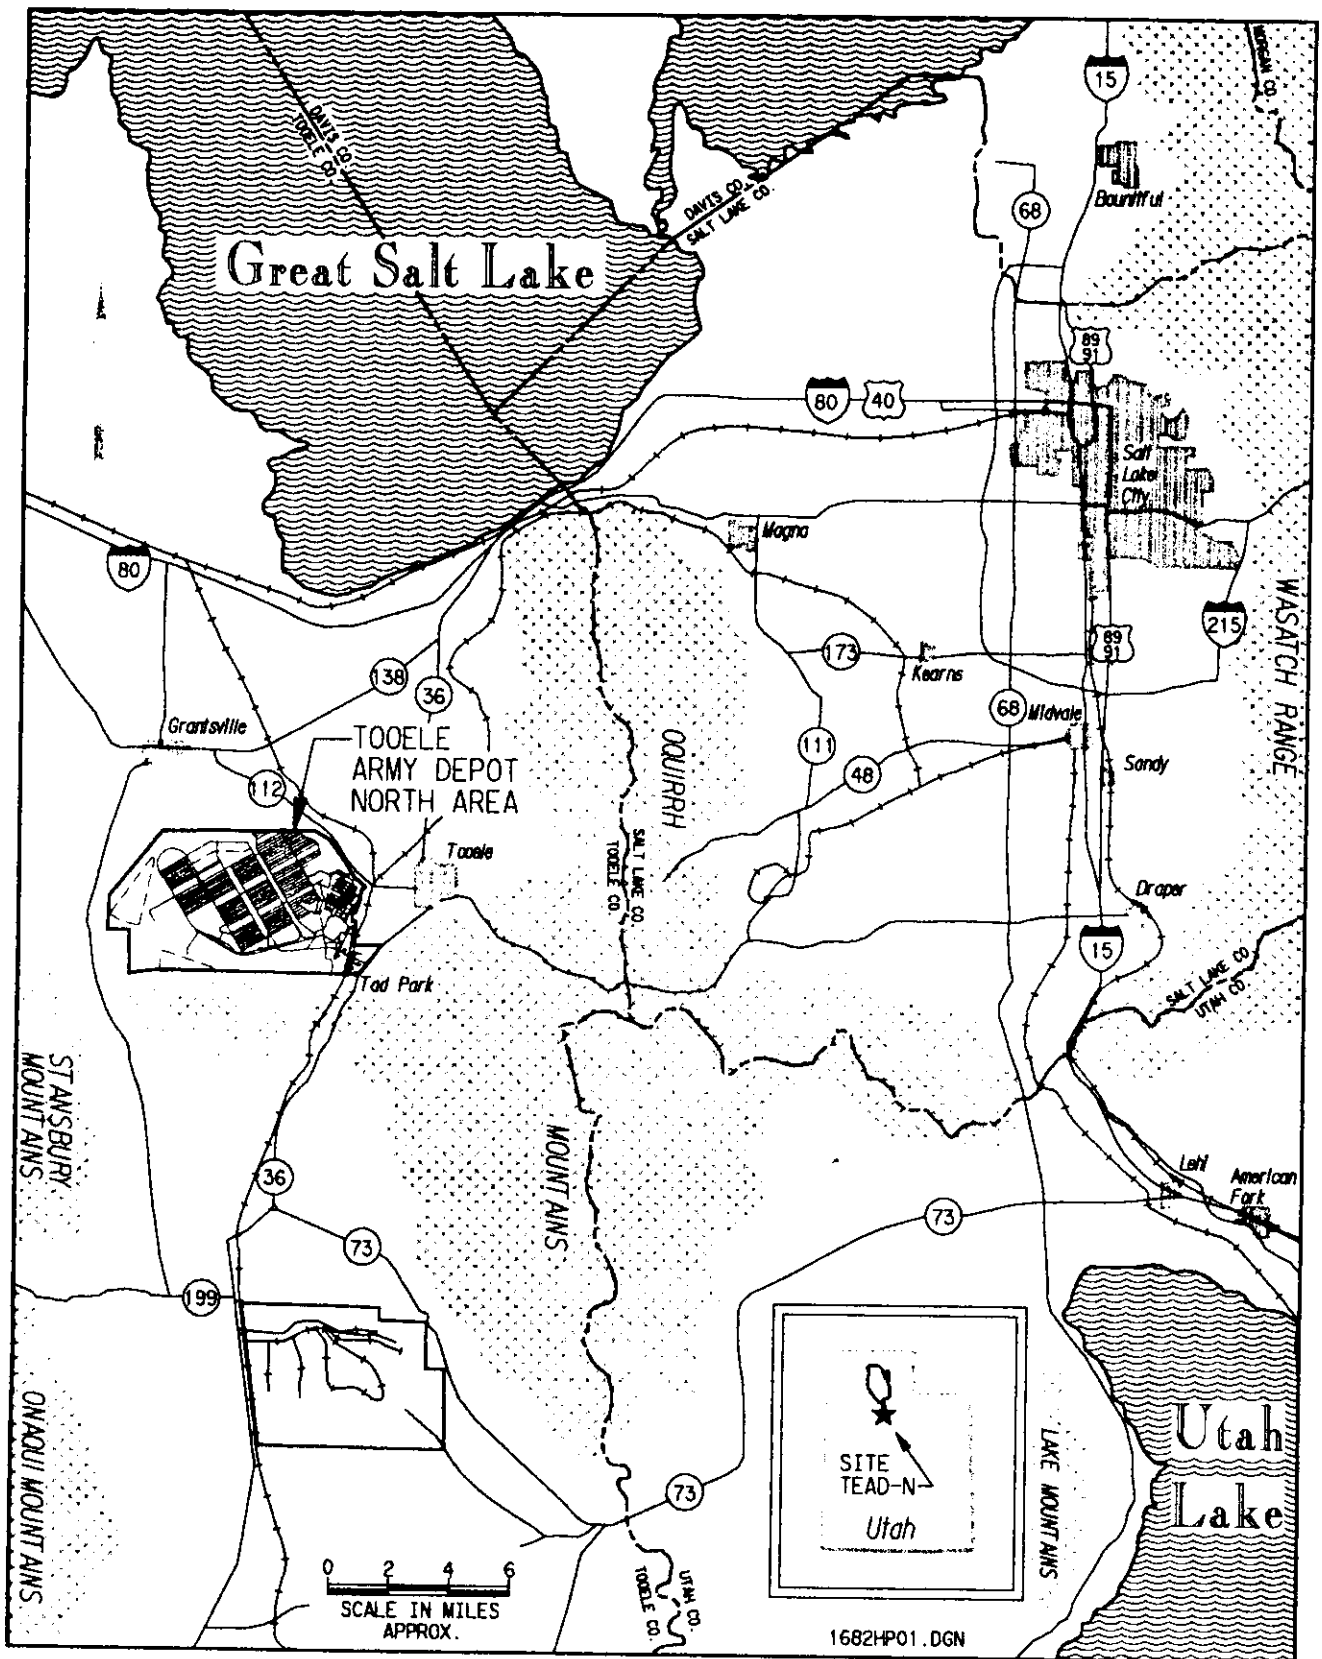 MORGAN CO.
15
DAVIS CO.
TOOELE CO.
Bountiful
DAVIS CO.
SALT LAKE CO.
68
Great Salt Lake
N
89
91
80
40
Salt
Lake
City
Magna
80
WASATCH RANGE
215
89
91
173
Kearns
138
36
68
Midvale
Grantsville
TOOELE
ARMY DEPOT
NORTH AREA
OQUIRRH
111
48
Sandy
112
Tooele
SALT LAKE CO.
TOOELE CO.
Draper
15
Tad Park
SALT LAKE CO
UTAH CO.
STANSBURY
MOUNTAINS
MOUNTAINS
36
Lehi
American
Fork
73
73
199
ONAQUI MOUNTAINS
SITE
TEAD-N
Utah
LAKE MOUNTAINS
Utah
Lake
73
0 2 4 6
SCALE IN MILES
APPROX.
UTAH CO.
TOOELE CO.
1682HP01.DGN